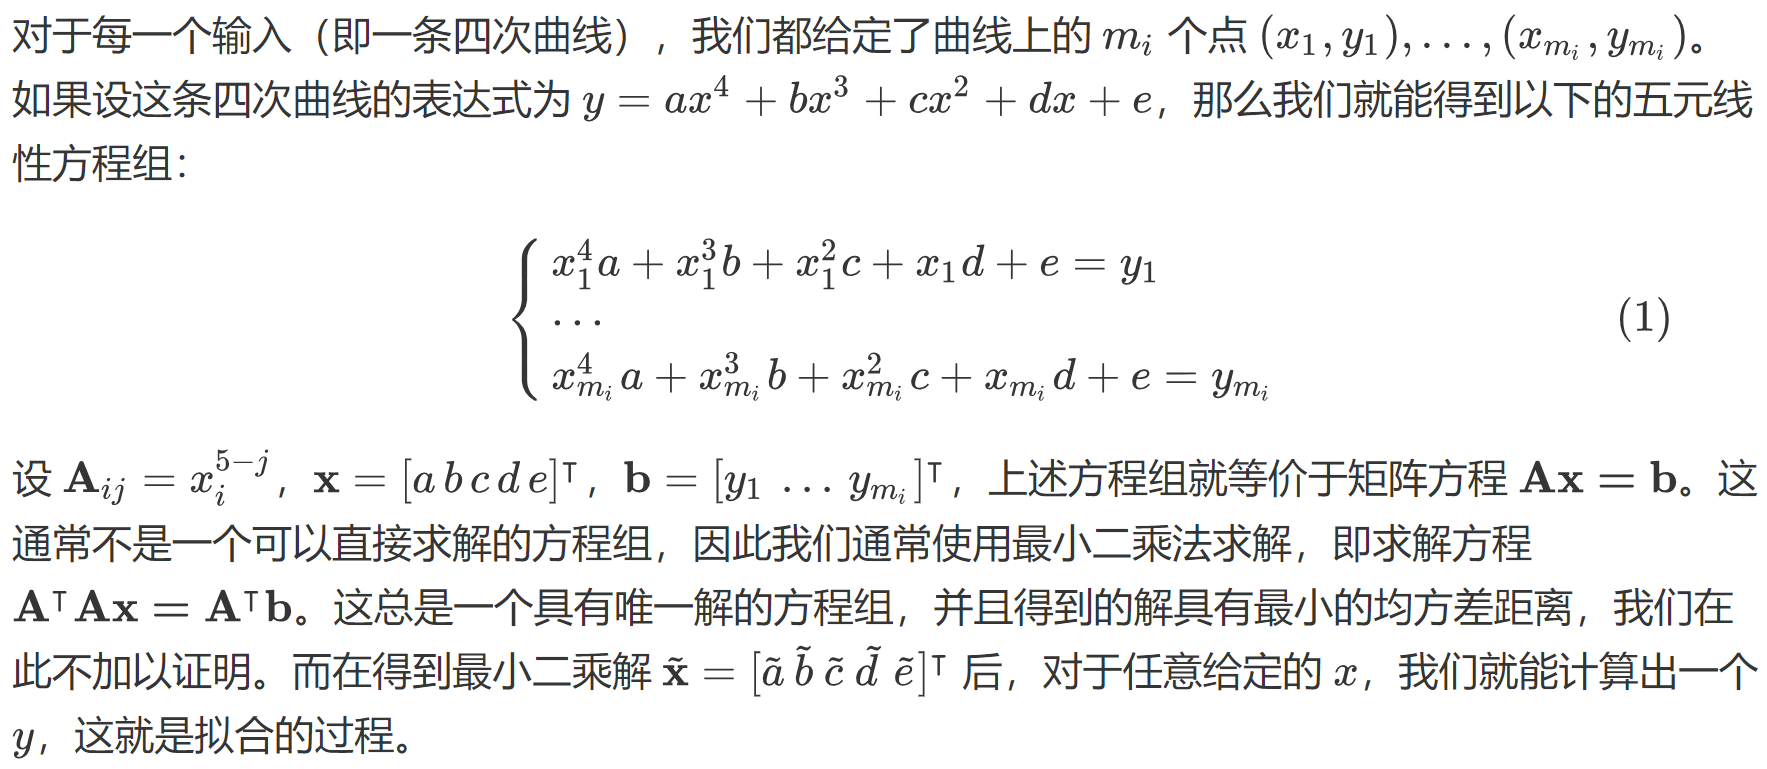 对于每一个输入（即一条四次曲线），我们都给定了曲线上的 $m_i$ 个点 $(x_1, y_1), \ldots, (x_{m_i}, y_{m_i})$。
如果设这条四次曲线的表达式为 $y = ax^4 + bx^3 + cx^2 + dx + e$，那么我们就能得到以下的五元线
性方程组：
$$\begin{cases} x_1^4 a + x_1^3 b + x_1^2 c + x_1 d + e = y_1 \\ \cdots \\ x_{m_i}^4 a + x_{m_i}^3 b + x_{m_i}^2 c + x_{m_i} d + e = y_{m_i} \end{cases} \tag{1}$$
设 $\mathbf{A}_{ij} = x_i^{5-j}$，$\mathbf{x} = [a\, b\, c\, d\, e]^\intercal$，$\mathbf{b} = [y_1\ \ldots\ y_{m_i}]^\intercal$，上述方程组就等价于矩阵方程 $\mathbf{Ax} = \mathbf{b}$。这
通常不是一个可以直接求解的方程组，因此我们通常使用最小二乘法求解，即求解方程
$\mathbf{A}^\intercal \mathbf{Ax} = \mathbf{A}^\intercal \mathbf{b}$。这总是一个具有唯一解的方程组，并且得到的解具有最小的均方差距离，我们在
此不加以证明。而在得到最小二乘解 $\tilde{\mathbf{x}} = [\tilde{a}\, \tilde{b}\, \tilde{c}\, \tilde{d}\, \tilde{e}]^\intercal$ 后，对于任意给定的 $x$，我们就能计算出一个
$y$，这就是拟合的过程。